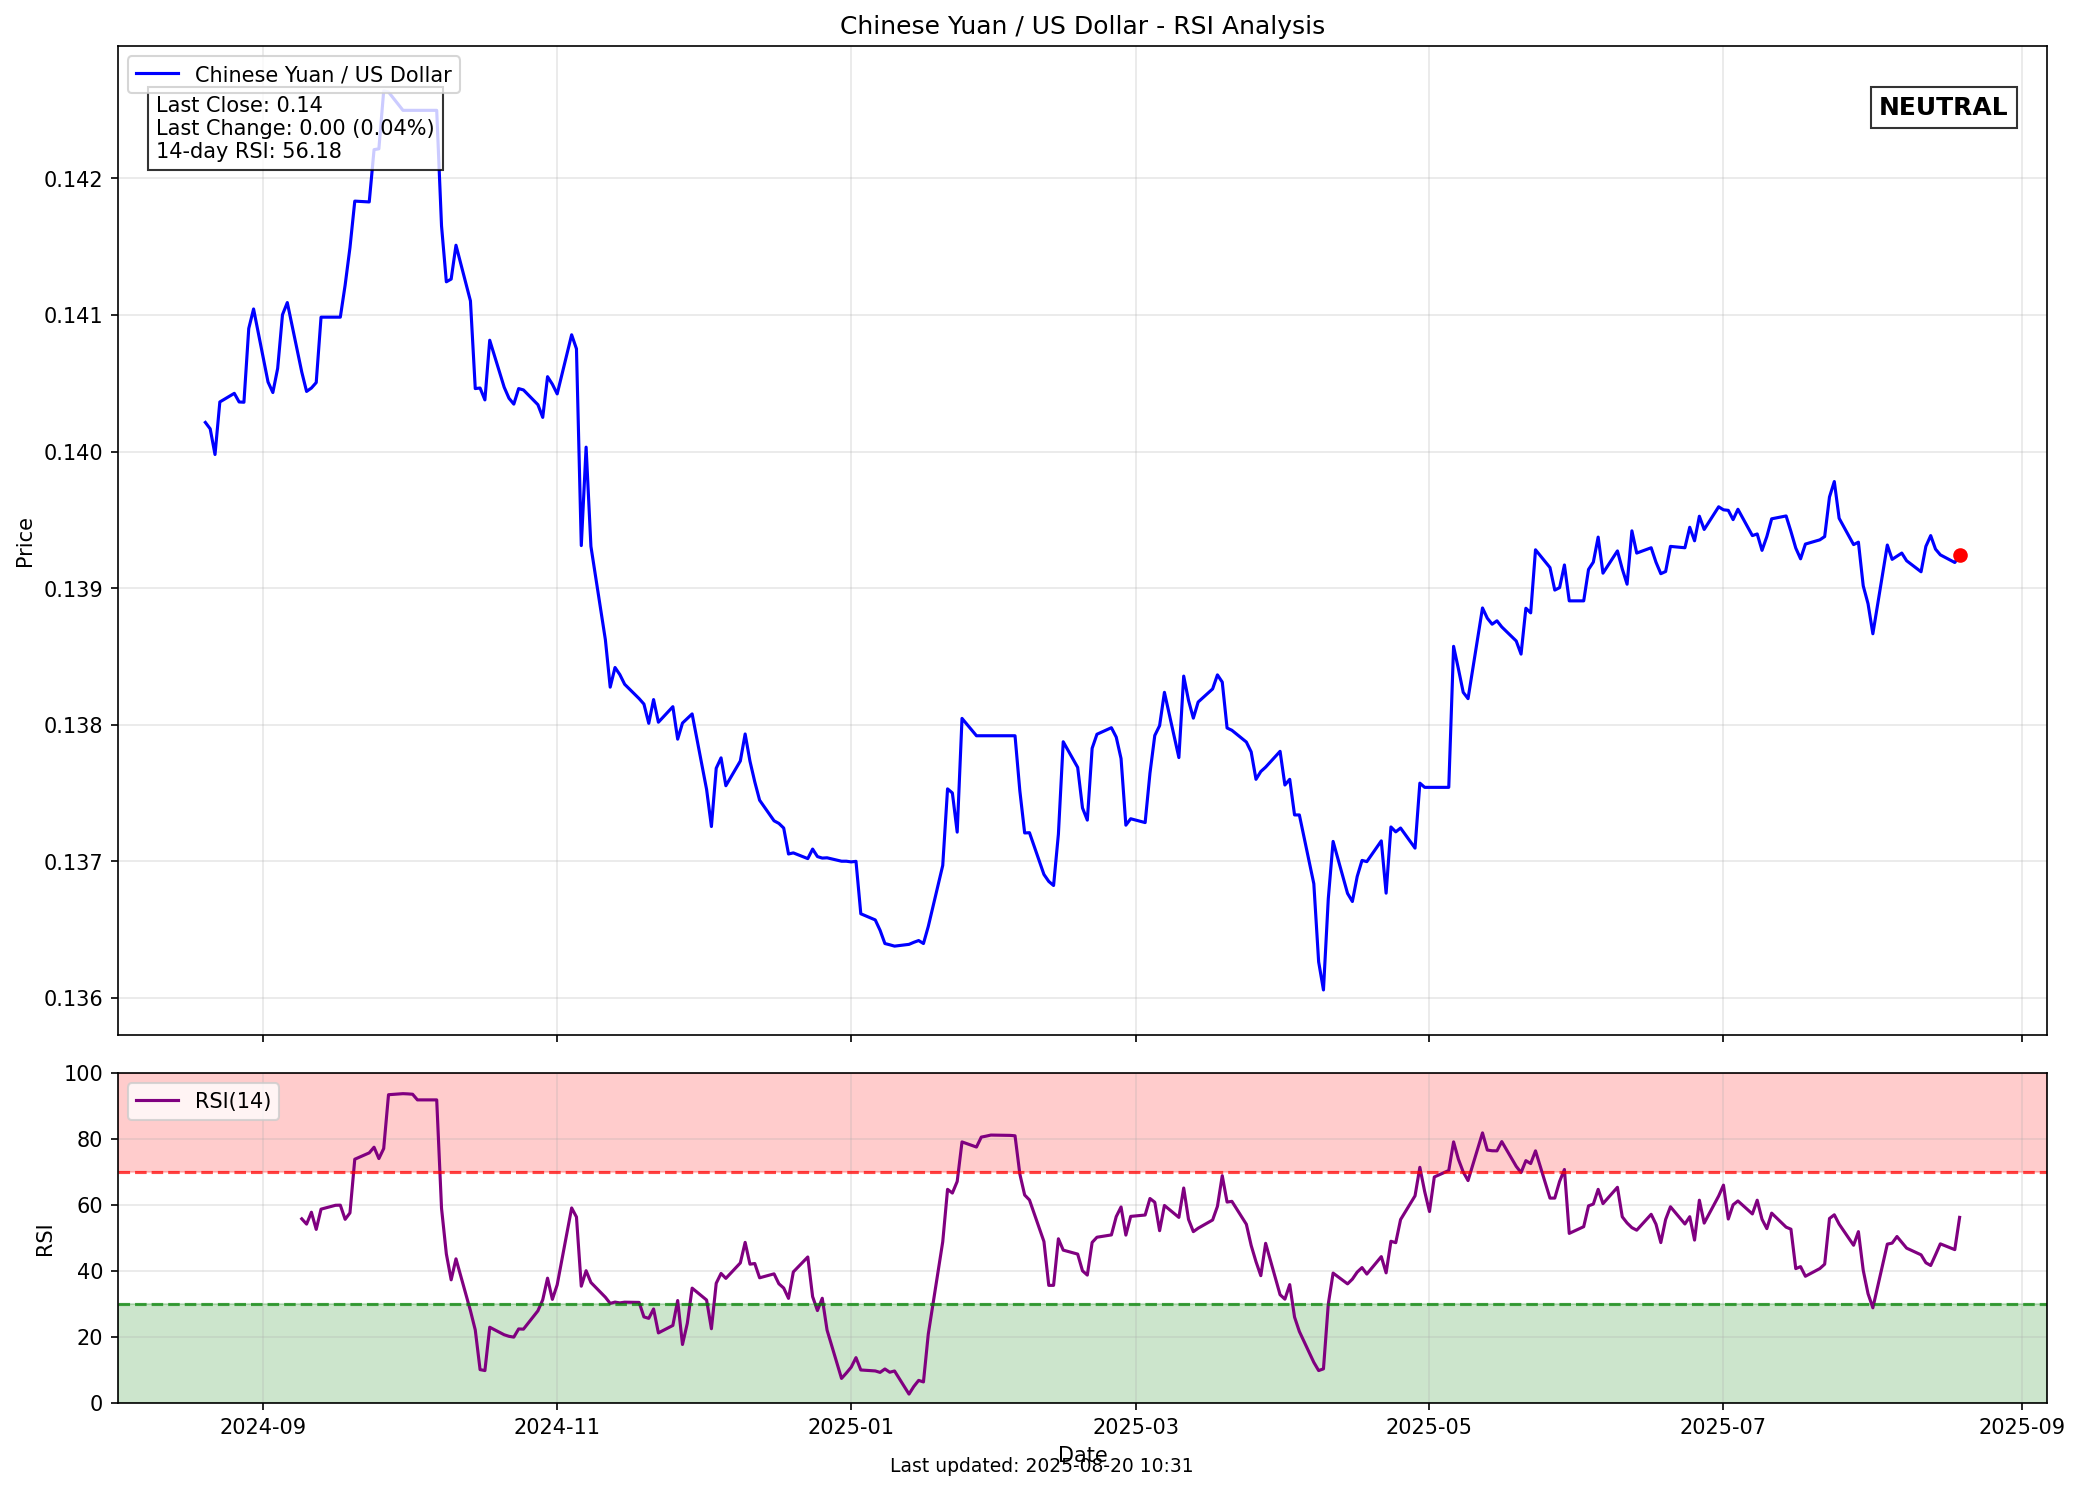 Chinese Yuan / US Dollar - RSI Analysis
Chinese Yuan / US Dollar
Last Close: 0.14
Last Change: 0.00 (0.04%)
14-day RSI: 56.18
NEUTRAL
Price
0.142
0.141
0.140
0.139
0.138
0.137
0.136
RSI(14)
RSI
100
80
60
40
20
0
2024-09
2024-11
2025-01
2025-03
2025-05
2025-07
2025-09
Date
Last updated: 2025-08-20 10:31